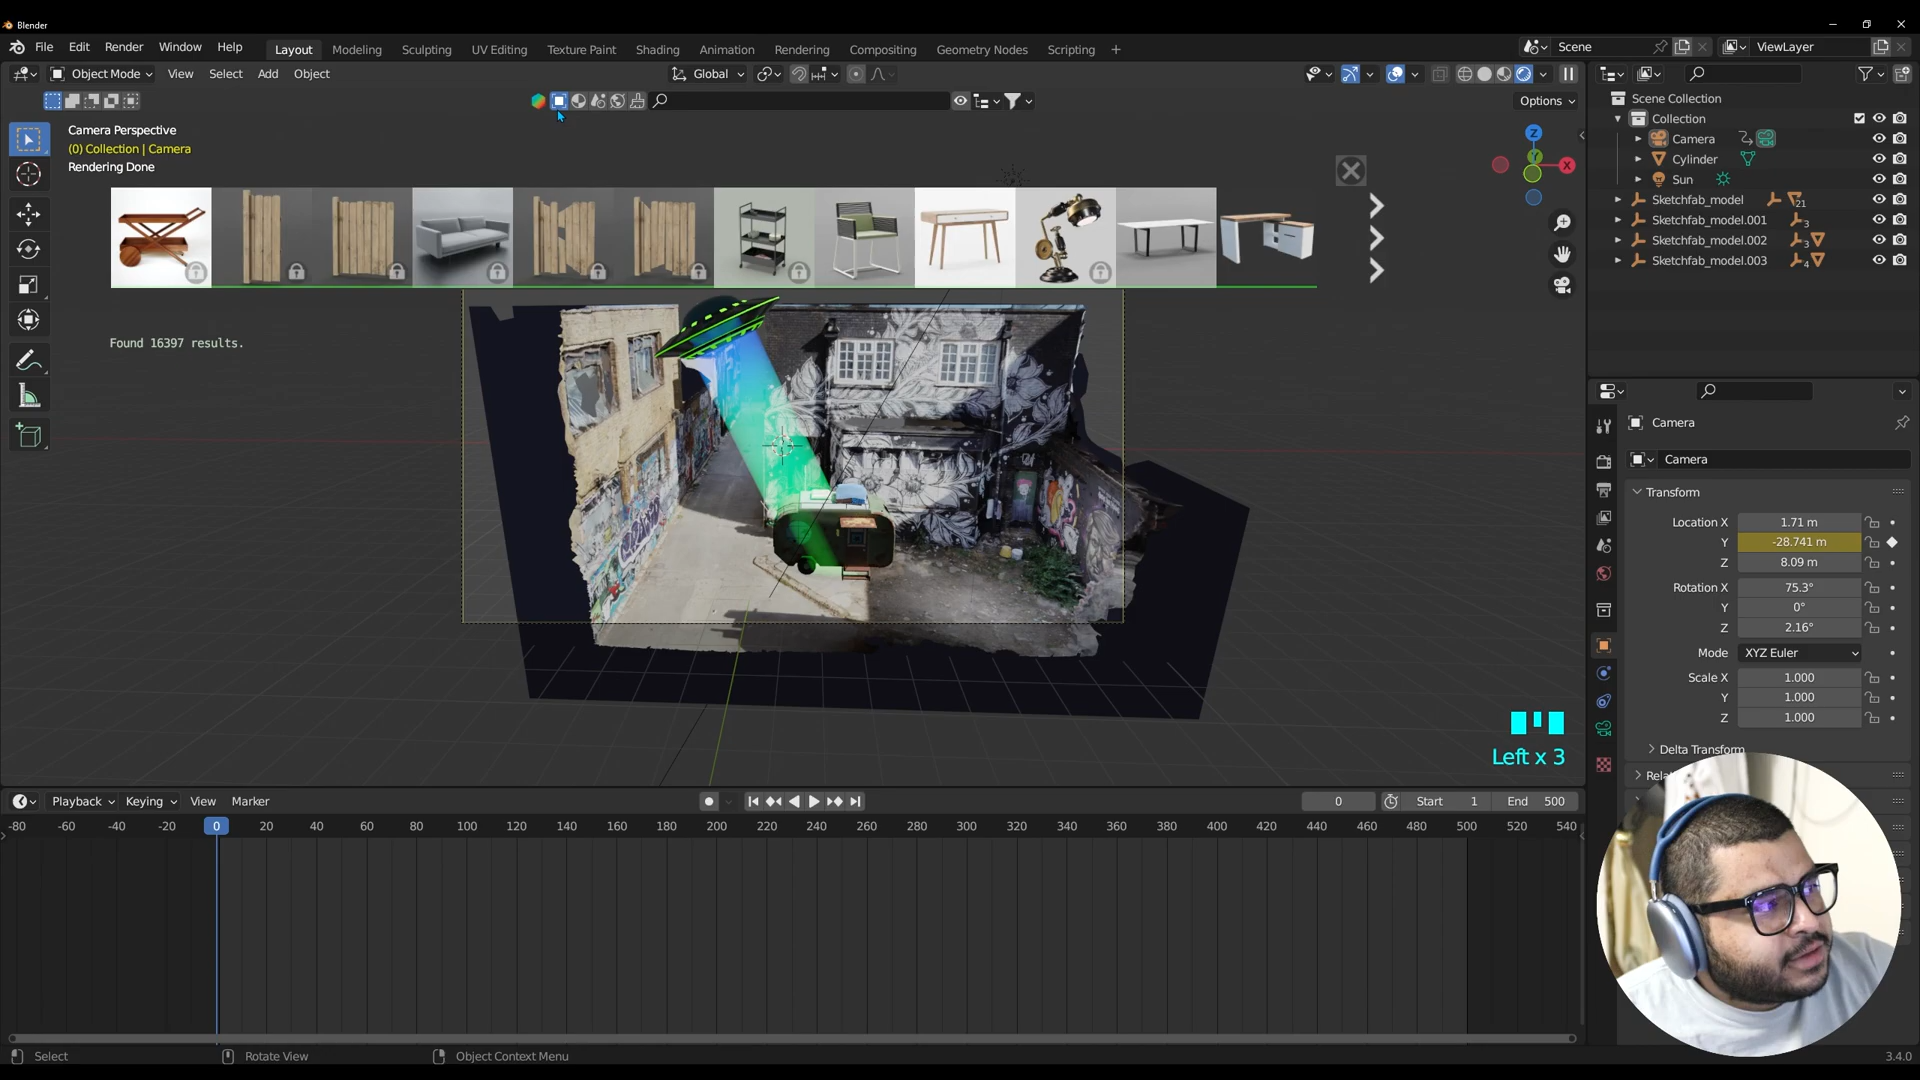 Blender
File Edit Render Window Help Layout Modeling Sculpting UV Editing Texture Paint Shading Animation Rendering Compositing Geometry Nodes Scripting + Scene ViewLayer
Object Mode View Select Add Object Global
Options
Camera Perspective
(0) Collection | Camera
Rendering Done
Z
Y
X
Found 16397 results.
Left x 3
Scene Collection
Collection
Camera
Cylinder
Sun
Sketchfab_model 21
Sketchfab_model.001 3
Sketchfab_model.002 3
Sketchfab_model.003 4
Camera
Camera
Transform
Location X 1.71 m
Y -28.741 m
Z 8.09 m
Rotation X 75.3°
Y 0°
Z 2.16°
Mode XYZ Euler
Scale X 1.000
Y 1.000
Z 1.000
Delta Transform
Playback Keying View Marker 0 Start 1 End 500
-80 -60 -40 -20 0 20 40 60 80 100 120 140 160 180 200 220 240 260 280 300 320 340 360 380 400 420 440 460 480 500 520 540
Select Rotate View Object Context Menu 3.4.0